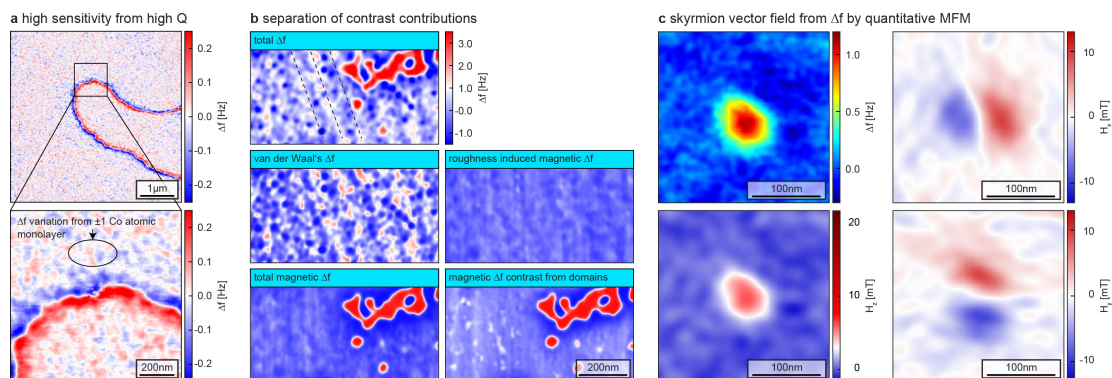 a high sensitivity from high Q
0.2
0.1
0.0
-0.1
-0.2
Δf [Hz]
1µm
Δf variation from ±1 Co atomic
monolayer
0.2
0.1
0.0
-0.1
-0.2
Δf [Hz]
200nm
b separation of contrast contributions
total Δf
3.0
2.0
1.0
0.0
-1.0
Δf [Hz]
van der Waal's Δf
roughness induced magnetic Δf
total magnetic Δf
magnetic Δf contrast from domains
200nm
c skyrmion vector field from Δf by quantitative MFM
1.0
0.5
0.0
Δf [Hz]
100nm
10
0
-10
Hx [mT]
100nm
20
10
0
Hz [mT]
100nm
10
0
-10
Hy [mT]
100nm